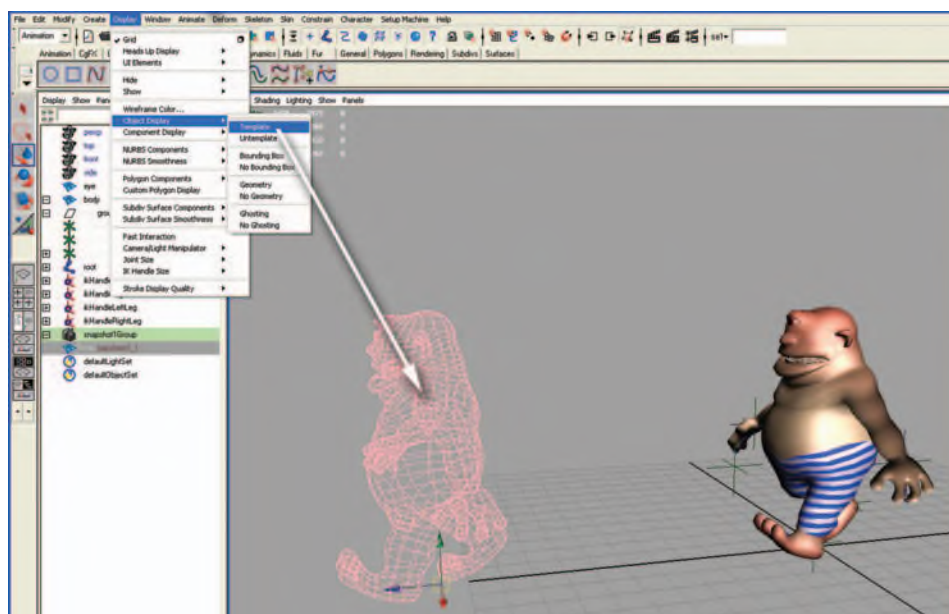 File Edit Modify Create Display Window Animate Deform Skeleton Skin Constrain Character Setup Machine Help
Animation
sel▾
Animation CgFX
Fluids Fur General Polygons Rendering Subdivs Surfaces
Grid
Heads Up Display
UI Elements
Hide
Show
Wireframe Color...
Object Display
Component Display
NURBS Components
NURBS Smoothness
Polygon Components
Custom Polygon Display
Subdiv Surface Components
Subdiv Surface Smoothness
Fast Interaction
Camera/Light Manipulator
Joint Size
IK Handle Size
Stroke Display Quality
Template
Untemplate
Bounding Box
No Bounding Box
Geometry
No Geometry
Ghosting
No Ghosting
Display Show
Shading Lighting Show Panels
persp
top
front
side
eye
body
root
ikHandleLeftLeg
ikHandleRightLeg
snapshot1Group
defaultLightSet
defaultObjectSet